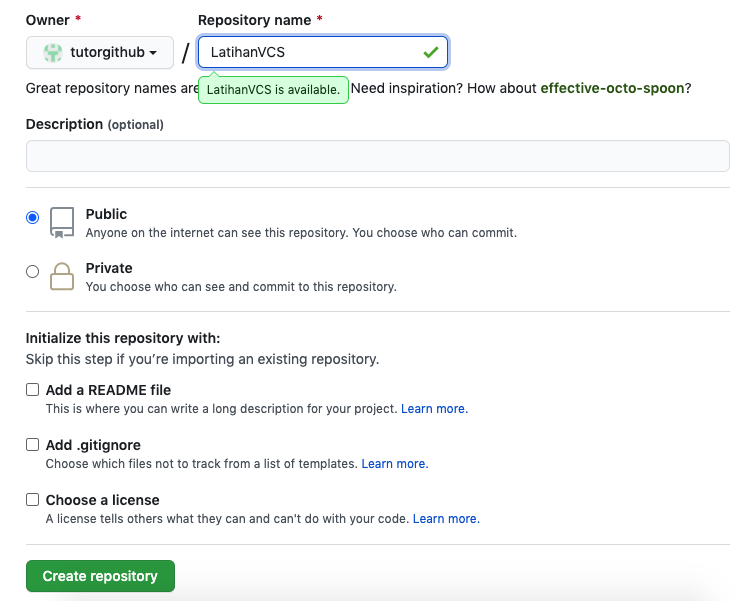 Owner *
Repository name *
tutorgithub
/
LatihanVCS
Great repository names are
LatihanVCS is available.
Need inspiration? How about effective-octo-spoon?
Description (optional)
Public
Anyone on the internet can see this repository. You choose who can commit.
Private
You choose who can see and commit to this repository.
Initialize this repository with:
Skip this step if you’re importing an existing repository.
Add a README file
This is where you can write a long description for your project. Learn more.
Add .gitignore
Choose which files not to track from a list of templates. Learn more.
Choose a license
A license tells others what they can and can't do with your code. Learn more.
Create repository